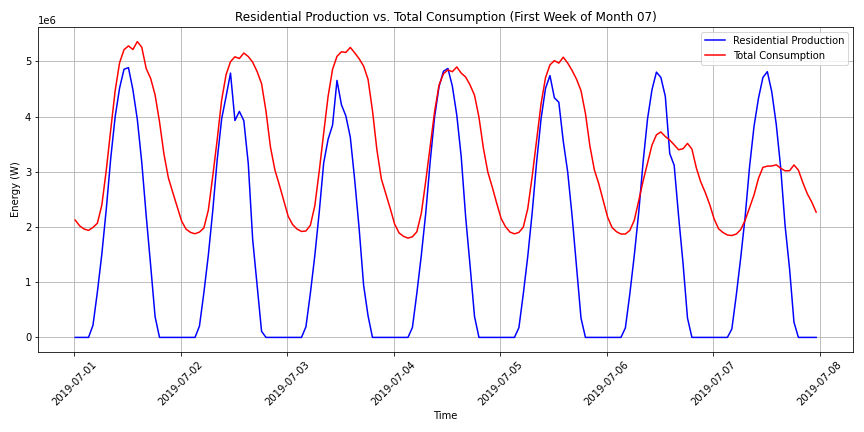 Residential Production vs. Total Consumption (First Week of Month 07)
1e6
Residential Production
Total Consumption
Energy (W)
5
4
3
2
1
0
2019-07-01
2019-07-02
2019-07-03
2019-07-04
2019-07-05
2019-07-06
2019-07-07
2019-07-08
Time